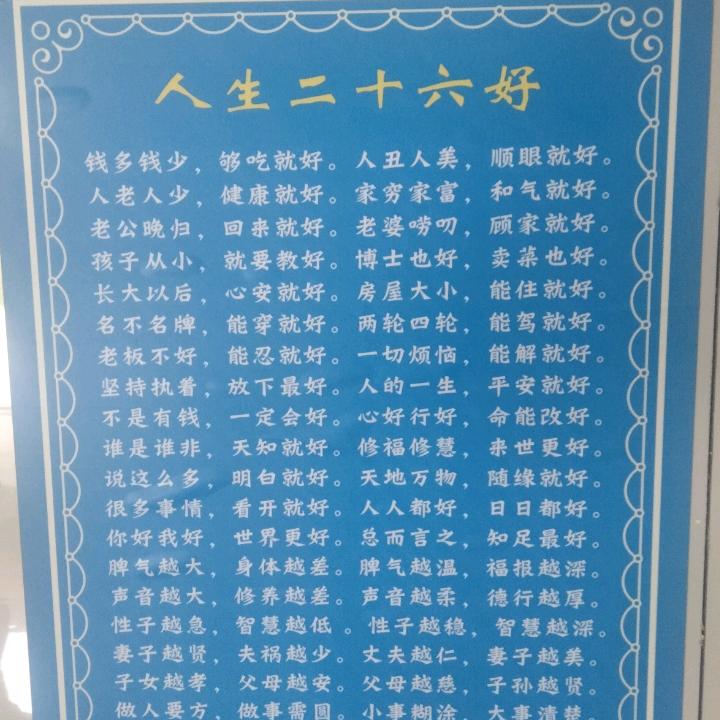 人生二十六好
钱多钱少，够吃就好。人丑人美，顺眼就好。
人老人少，健康就好。家穷家富，和气就好。
老公晚归，回来就好。老婆唠叨，顾家就好。
孩子从小，就要教好。博士也好，卖菜也好。
长大以后，心安就好。房屋大小，能住就好。
名不名牌，能穿就好。两轮四轮，能驾就好。
老板不好，能忍就好。一切烦恼，能解就好。
坚持执着，放下最好。人的一生，平安就好。
不是有钱，一定会好。心好行好，命能改好。
谁是谁非，天知就好。修福修慧，来世更好。
说这么多，明白就好。天地万物，随缘就好。
很多事情，看开就好。人人都好，日日都好。
你好我好，世界更好。总而言之，知足最好。
脾气越大，身体越差。脾气越温，福报越深。
声音越大，修养越差。声音越柔，德行越厚。
性子越急，智慧越低。性子越稳，智慧越深。
妻子越贤，夫祸越少。丈夫越仁，妻子越美。
子女越孝，父母越安。父母越慈，子孙越贤。
做人要方，做事需圆。小事糊涂，大事清楚。